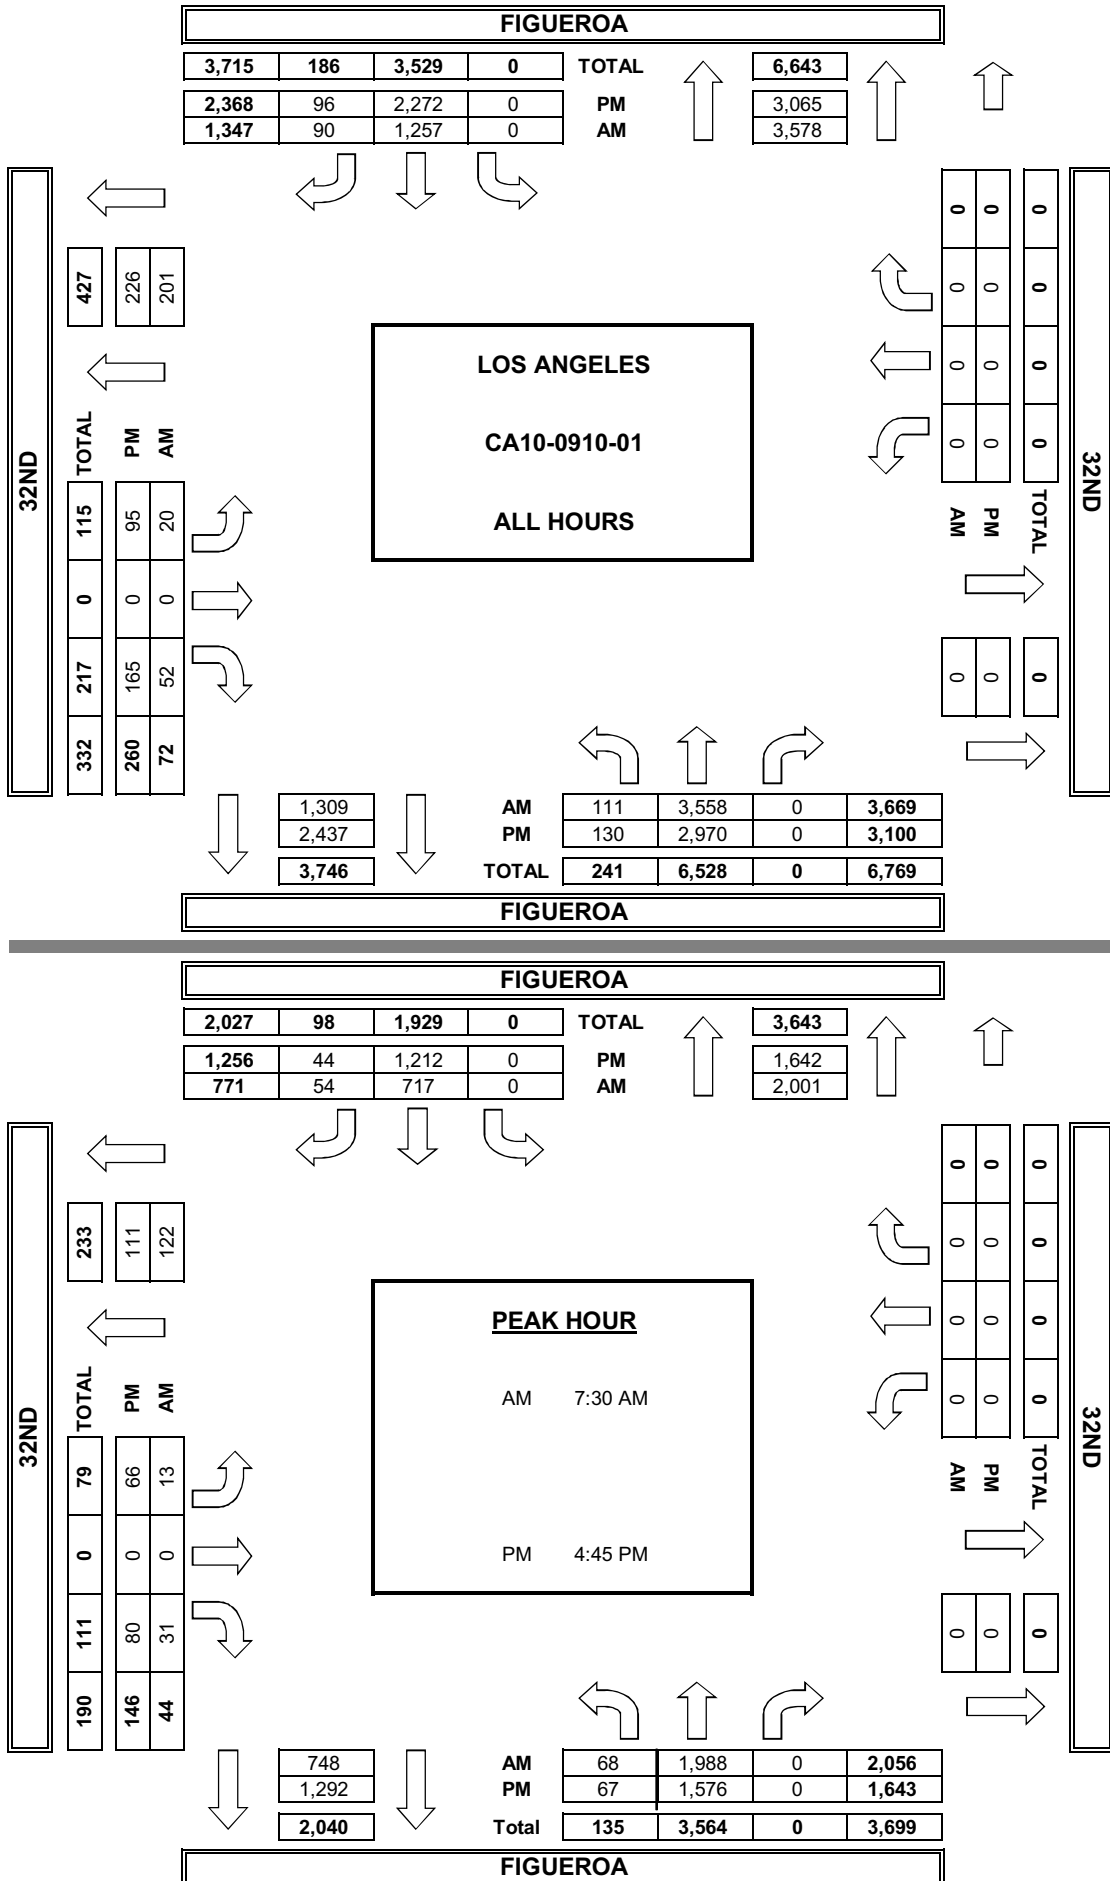 FIGUEROA
3,715 186 3,529 0 TOTAL 6,643
2,368 96 2,272 0 PM 3,065
1,347 90 1,257 0 AM 3,578
32ND
427 226 201
TOTAL PM AM
115 95 20
0 0 0
217 165 52
332 260 72
LOS ANGELES
CA10-0910-01
ALL HOURS
0 0 0
0 0 0
0 0 0
0 0 0
AM PM TOTAL
0 0 0
32ND
1,309 AM 111 3,558 0 3,669
2,437 PM 130 2,970 0 3,100
3,746 TOTAL 241 6,528 0 6,769
FIGUEROA
FIGUEROA
2,027 98 1,929 0 TOTAL 3,643
1,256 44 1,212 0 PM 1,642
771 54 717 0 AM 2,001
32ND
233 111 122
TOTAL PM AM
79 66 13
0 0 0
111 80 31
190 146 44
PEAK HOUR
AM 7:30 AM
PM 4:45 PM
0 0 0
0 0 0
0 0 0
0 0 0
AM PM TOTAL
0 0 0
32ND
748 AM 68 1,988 0 2,056
1,292 PM 67 1,576 0 1,643
2,040 Total 135 3,564 0 3,699
FIGUEROA